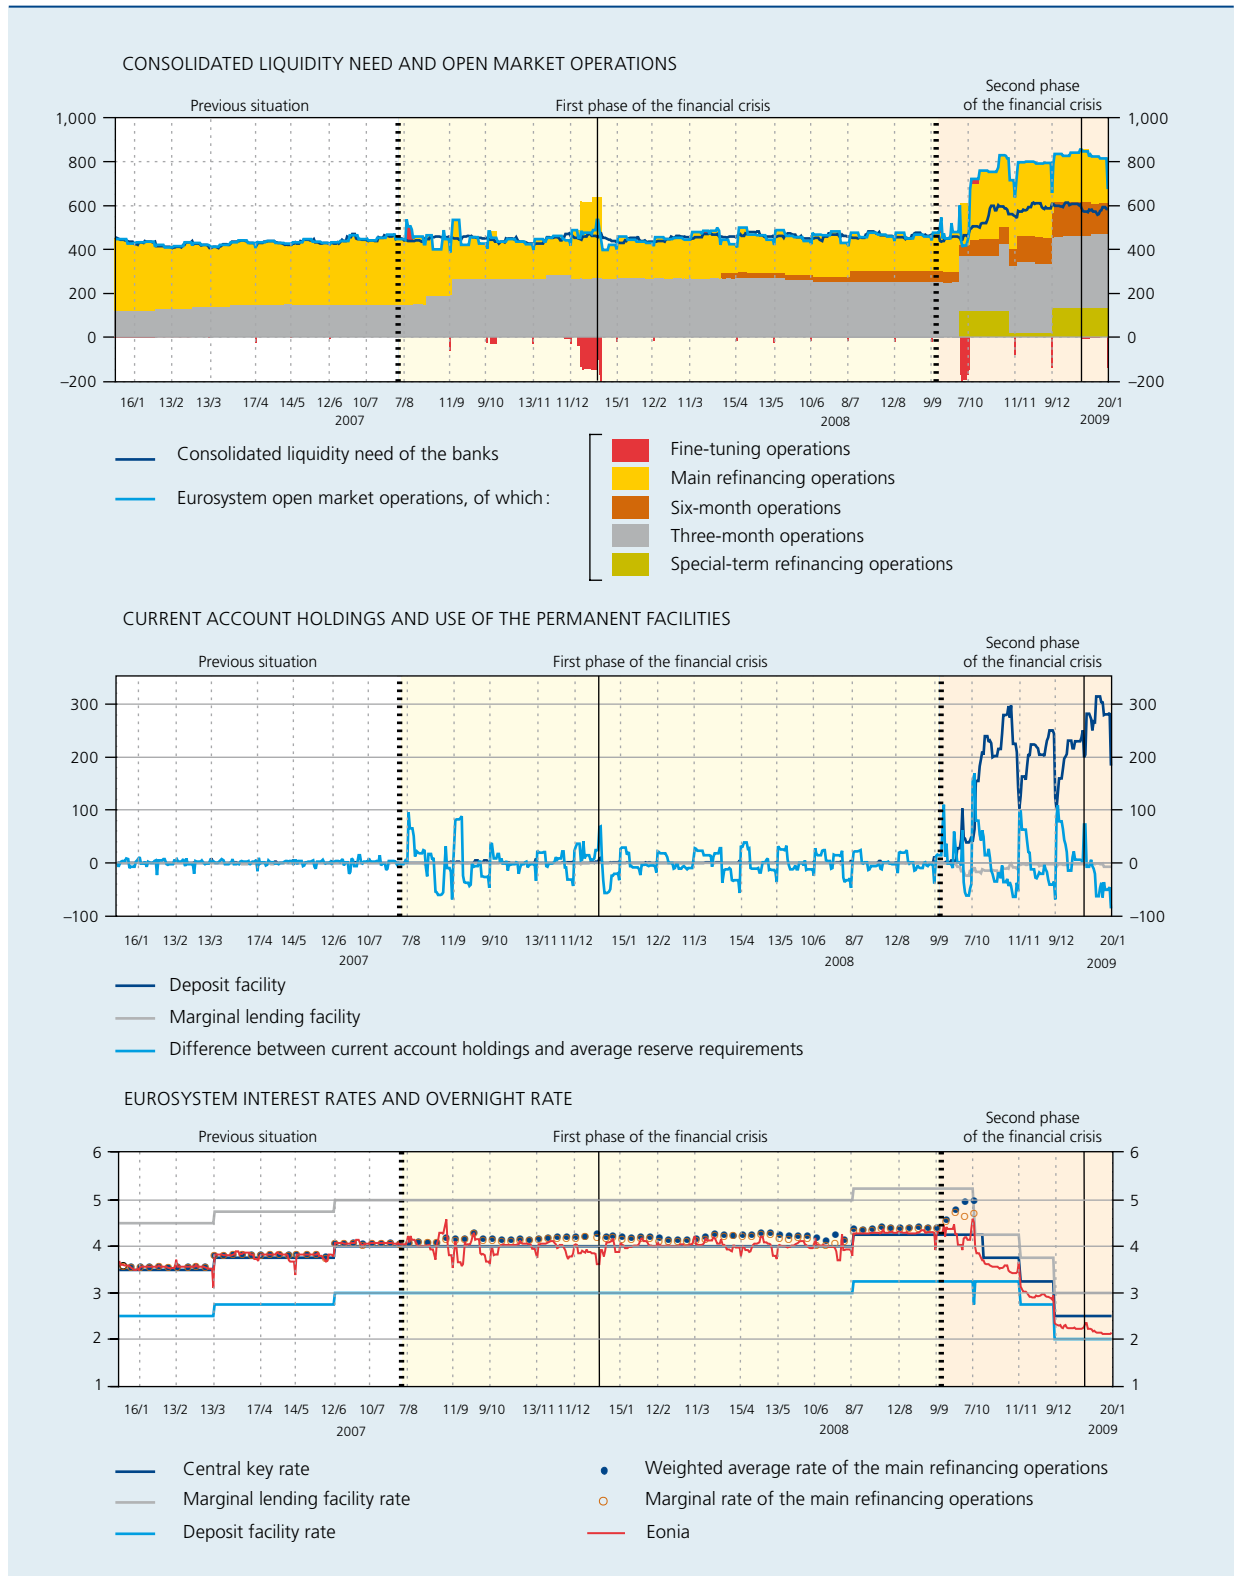 CONSOLIDATED LIQUIDITY NEED AND OPEN MARKET OPERATIONS
Previous situation
First phase of the financial crisis
Second phase
of the financial crisis
1,000
800
600
400
200
0
–200
1,000
800
600
400
200
0
–200
16/1 13/2 13/3 17/4 14/5 12/6 10/7 7/8 11/9 9/10 13/11 11/12 15/1 12/2 11/3 15/4 13/5 10/6 8/7 12/8 9/9 7/10 11/11 9/12 20/1
2007 2008 2009
Consolidated liquidity need of the banks
Eurosystem open market operations, of which :
Fine-tuning operations
Main refinancing operations
Six-month operations
Three-month operations
Special-term refinancing operations
CURRENT ACCOUNT HOLDINGS AND USE OF THE PERMANENT FACILITIES
Previous situation
First phase of the financial crisis
Second phase
of the financial crisis
300
200
100
0
–100
300
200
100
0
–100
16/1 13/2 13/3 17/4 14/5 12/6 10/7 7/8 11/9 9/10 13/11 11/12 15/1 12/2 11/3 15/4 13/5 10/6 8/7 12/8 9/9 7/10 11/11 9/12 20/1
2007 2008 2009
Deposit facility
Marginal lending facility
Difference between current account holdings and average reserve requirements
EUROSYSTEM INTEREST RATES AND OVERNIGHT RATE
Previous situation
First phase of the financial crisis
Second phase
of the financial crisis
6
5
4
3
2
1
6
5
4
3
2
1
16/1 13/2 13/3 17/4 14/5 12/6 10/7 7/8 11/9 9/10 13/11 11/12 15/1 12/2 11/3 15/4 13/5 10/6 8/7 12/8 9/9 7/10 11/11 9/12 20/1
2007 2008 2009
Central key rate
Marginal lending facility rate
Deposit facility rate
Weighted average rate of the main refinancing operations
Marginal rate of the main refinancing operations
Eonia